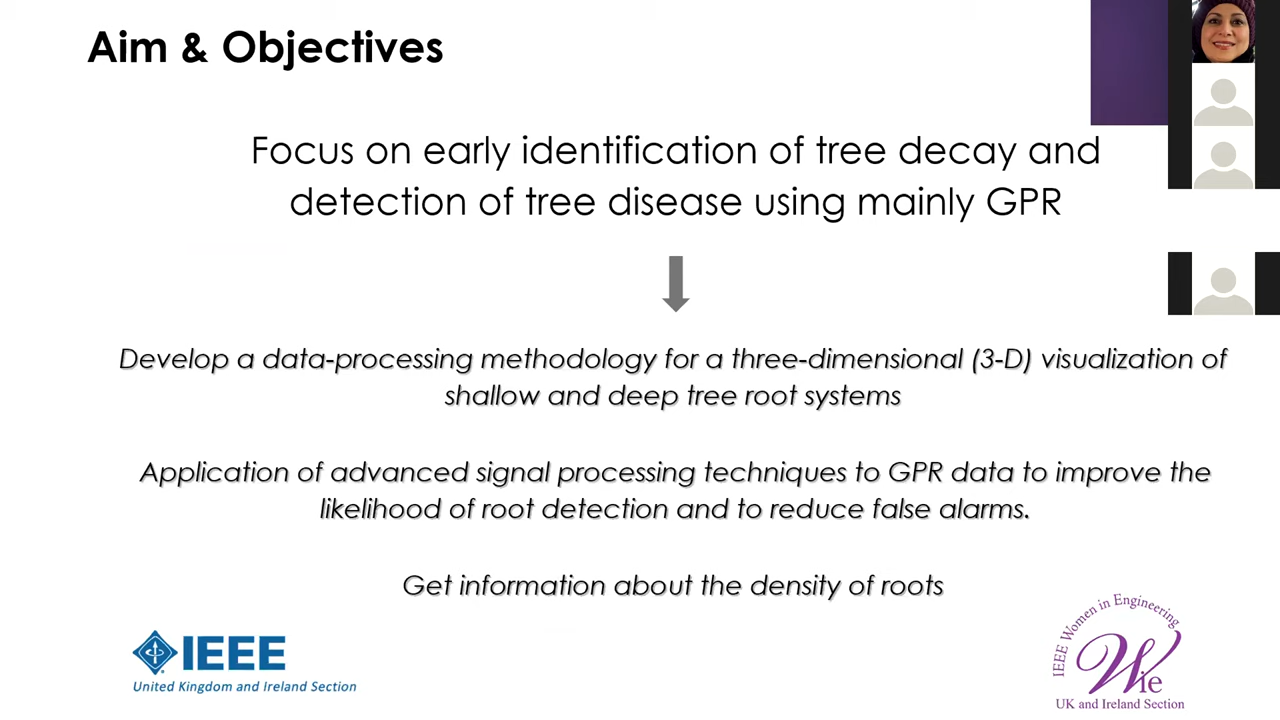 Aim & Objectives
Focus on early identification of tree decay and
detection of tree disease using mainly GPR
Develop a data-processing methodology for a three-dimensional (3-D) visualization of
shallow and deep tree root systems
Application of advanced signal processing techniques to GPR data to improve the
likelihood of root detection and to reduce false alarms.
Get information about the density of roots
IEEE
United Kingdom and Ireland Section
IEEE Women in Engineering
Wie
UK and Ireland Section